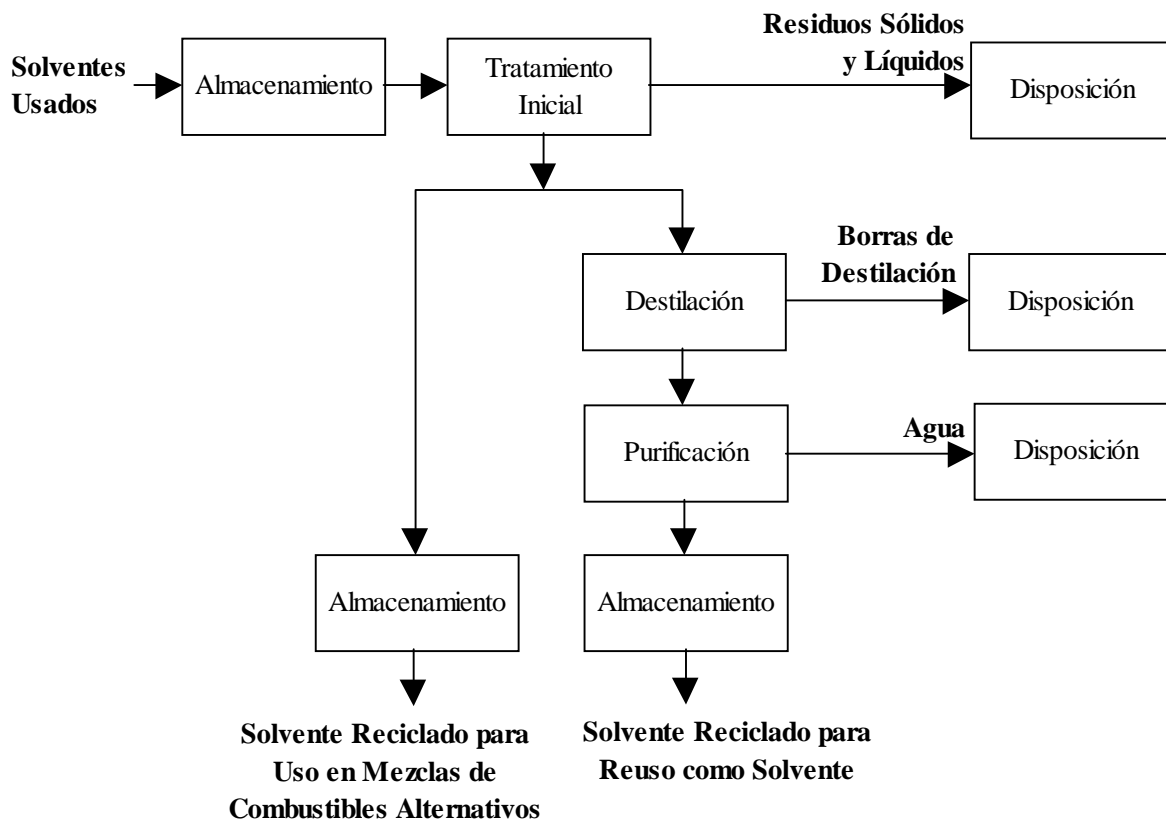 Solventes
Usados
Almacenamiento
Tratamiento
Inicial
Residuos Sólidos
y Líquidos
Disposición
Destilación
Borras de
Destilación
Disposición
Purificación
Agua
Disposición
Almacenamiento
Almacenamiento
Solvente Reciclado para
Uso en Mezclas de
Combustibles Alternativos
Solvente Reciclado para
Reuso como Solvente